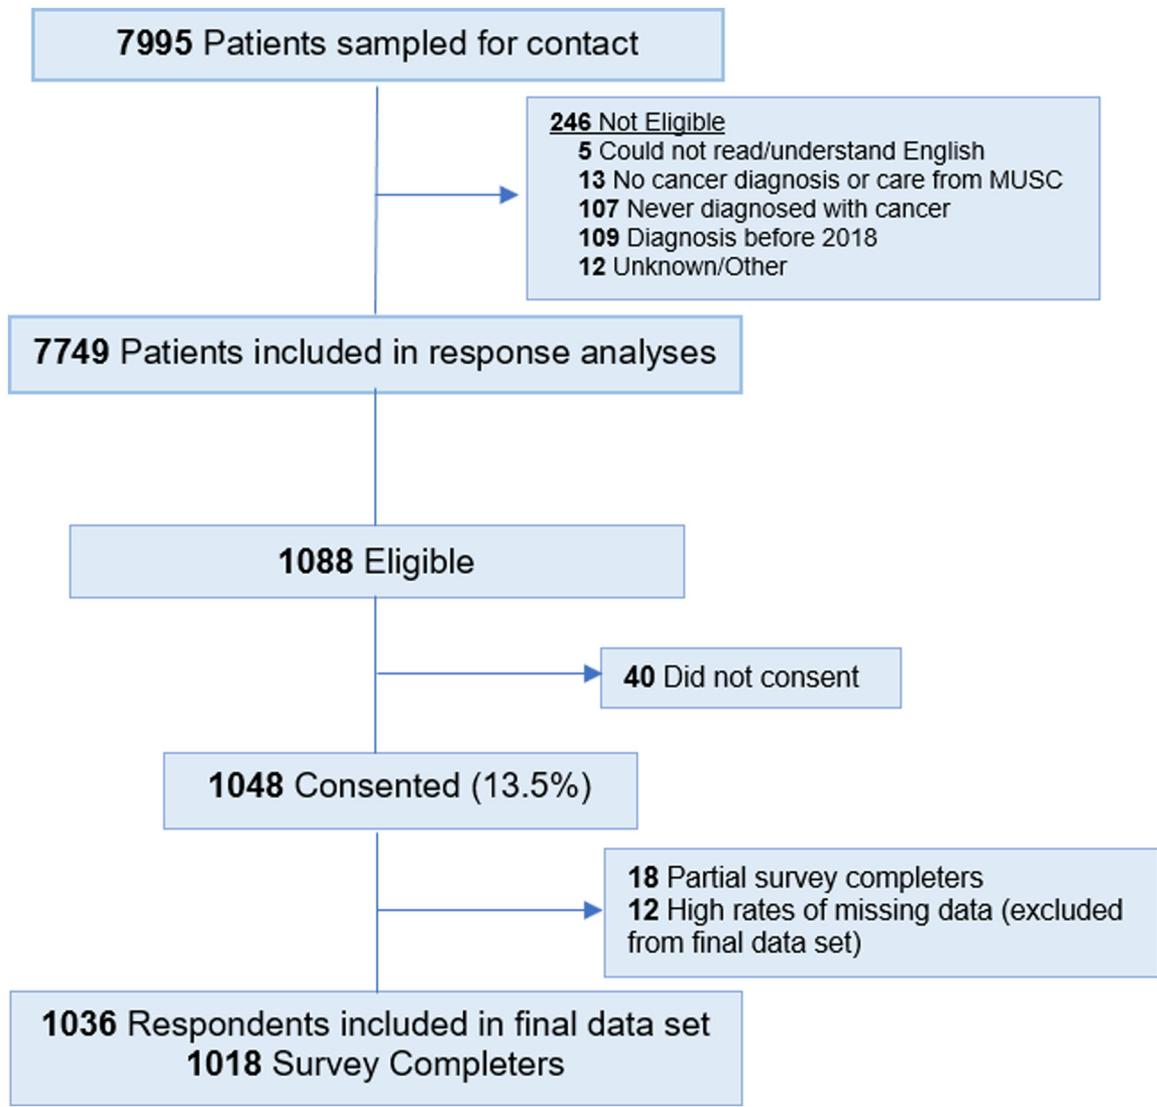 7995 Patients sampled for contact
246 Not Eligible
5 Could not read/understand English
13 No cancer diagnosis or care from MUSC
107 Never diagnosed with cancer
109 Diagnosis before 2018
12 Unknown/Other
7749 Patients included in response analyses
1088 Eligible
40 Did not consent
1048 Consented (13.5%)
18 Partial survey completers
12 High rates of missing data (excluded
from final data set)
1036 Respondents included in final data set
1018 Survey Completers